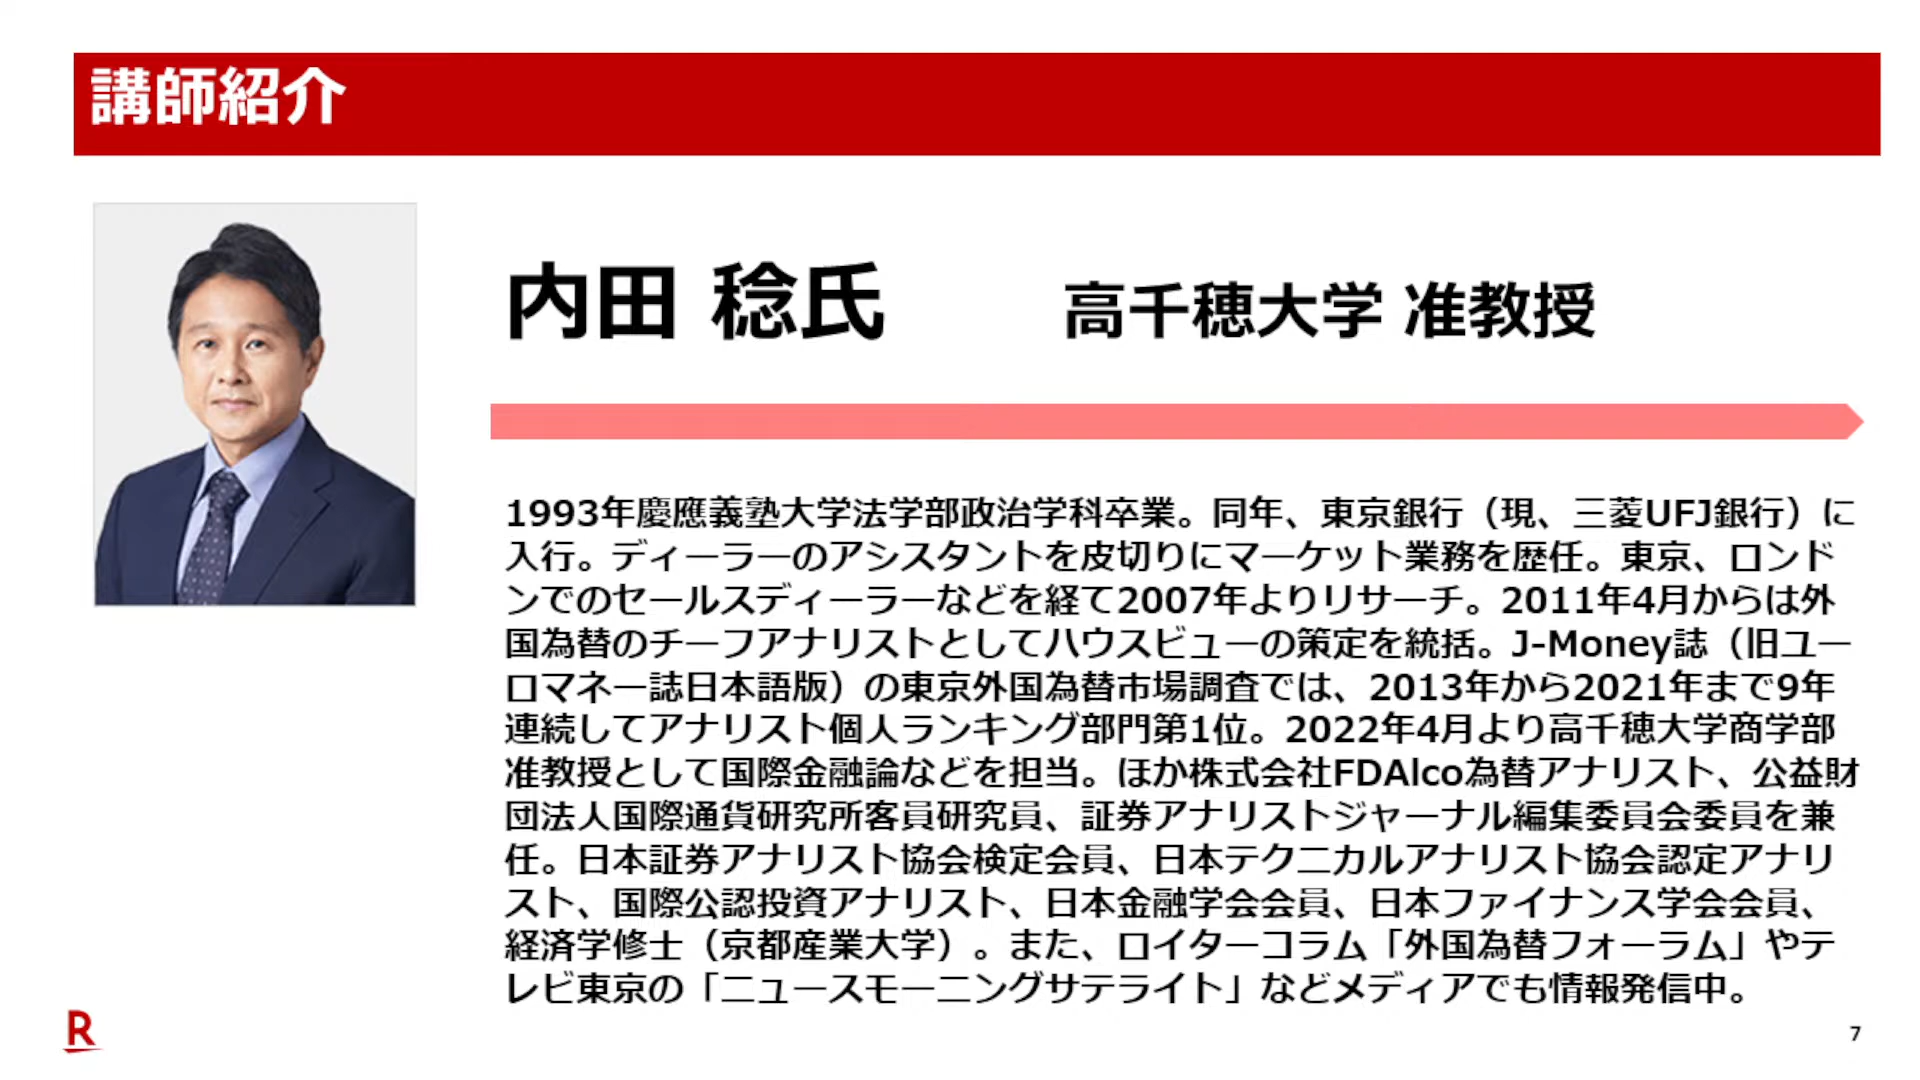 講師紹介
内田 稔氏 高千穂大学 准教授
1993年慶應義塾大学法学部政治学科卒業。同年、東京銀行（現、三菱UFJ銀行）に
入行。ディーラーのアシスタントを皮切りにマーケット業務を歴任。東京、ロンド
ンでのセールスディーラーなどを経て2007年よりリサーチ。2011年4月からは外
国為替のチーフアナリストとしてハウスビューの策定を統括。J-Money誌（旧ユー
ロマネー誌日本語版）の東京外国為替市場調査では、2013年から2021年まで9年
連続してアナリスト個人ランキング部門第1位。2022年4月より高千穂大学商学部
准教授として国際金融論などを担当。ほか株式会社FDAlco為替アナリスト、公益財
団法人国際通貨研究所客員研究員、証券アナリストジャーナル編集委員会委員を兼
任。日本証券アナリスト協会検定会員、日本テクニカルアナリスト協会認定アナリ
スト、国際公認投資アナリスト、日本金融学会会員、日本ファイナンス学会会員、
経済学修士（京都産業大学）。また、ロイターコラム「外国為替フォーラム」やテ
レビ東京の「ニュースモーニングサテライト」などメディアでも情報発信中。
R
7